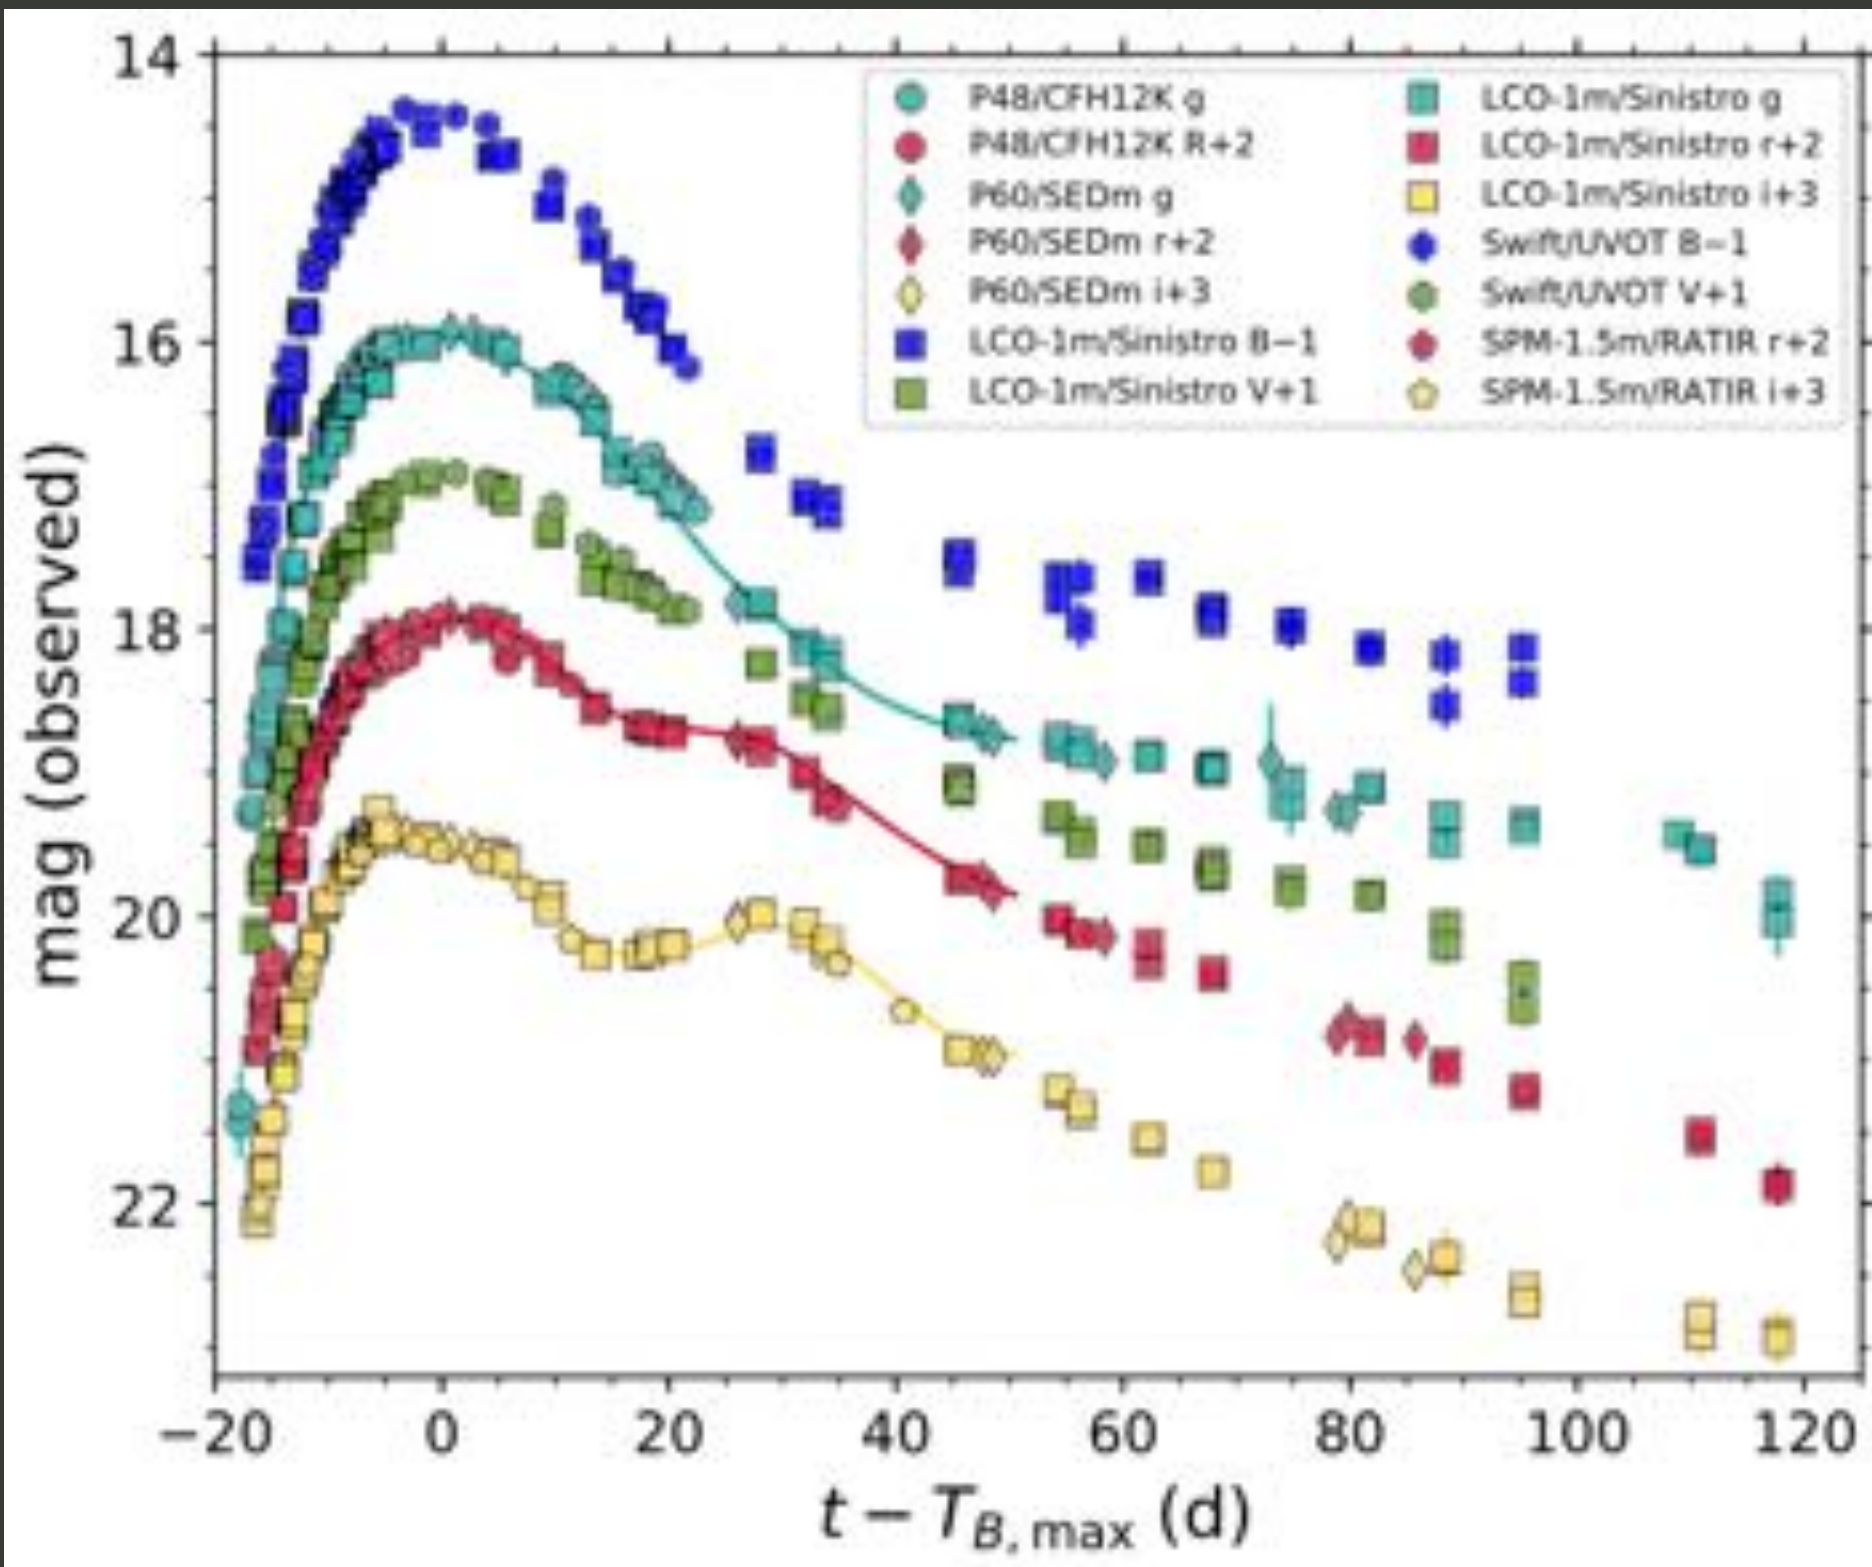 14
16
18
20
22
mag (observed)
P48/CFH12K g
P48/CFH12K R+2
P60/SEDm g
P60/SEDm r+2
P60/SEDm i+3
LCO-1m/Sinistro B−1
LCO-1m/Sinistro V+1
LCO-1m/Sinistro g
LCO-1m/Sinistro r+2
LCO-1m/Sinistro i+3
Swift/UVOT B−1
Swift/UVOT V+1
SPM-1.5m/RATIR r+2
SPM-1.5m/RATIR i+3
−20 0 20 40 60 80 100 120
t − T_B, max (d)